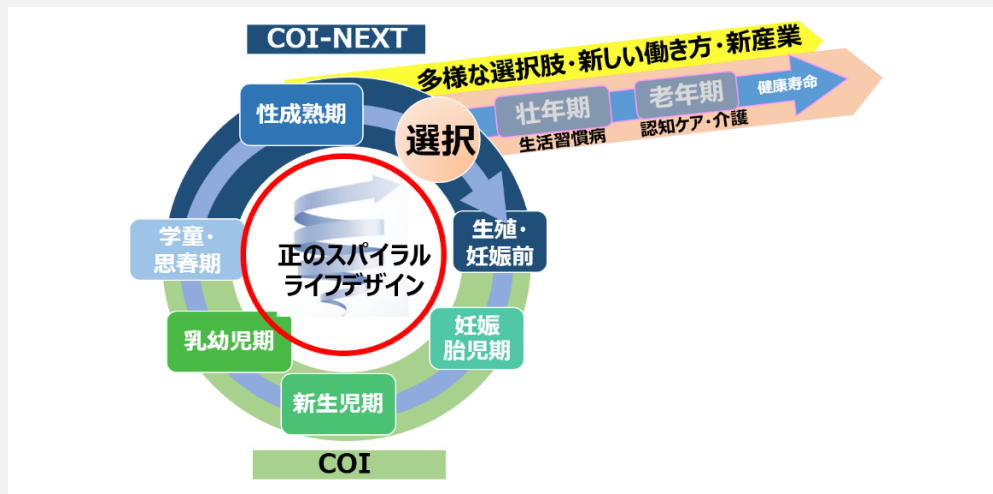 COI-NEXT
多様な選択肢・新しい働き方・新産業
性成熟期
選択
壮年期
老年期
健康寿命
生活習慣病
認知ケア・介護
学童・
思春期
正のスパイラル
ライフデザイン
生殖・
妊娠前
乳幼児期
妊娠
胎児期
新生児期
COI